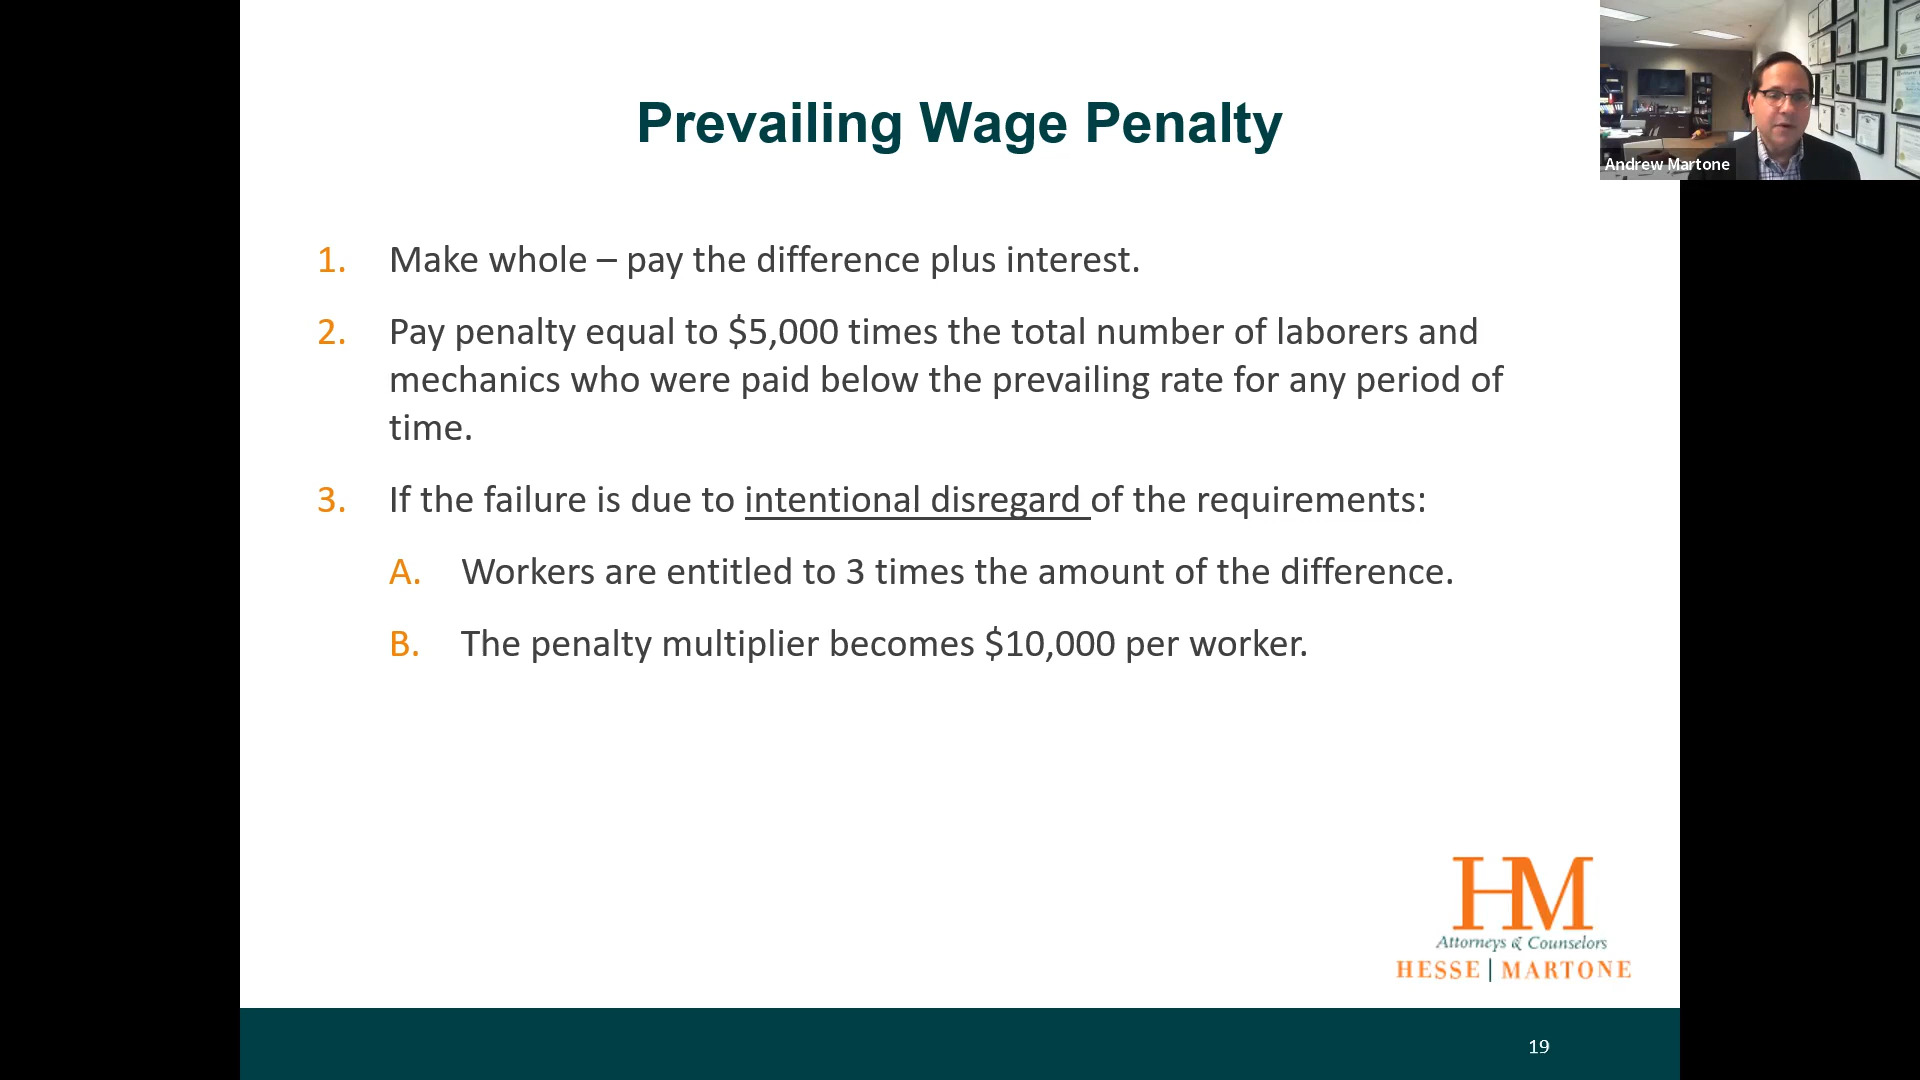 Prevailing Wage Penalty
Andrew Martone
1. Make whole – pay the difference plus interest.
2. Pay penalty equal to $5,000 times the total number of laborers and
mechanics who were paid below the prevailing rate for any period of
time.
3. If the failure is due to intentional disregard of the requirements:
A. Workers are entitled to 3 times the amount of the difference.
B. The penalty multiplier becomes $10,000 per worker.
HM
Attorneys & Counselors
HESSE | MARTONE
19